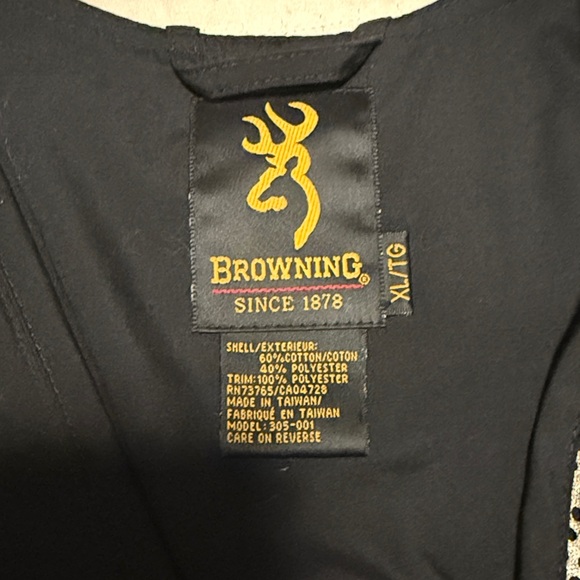 BROWNING®
SINCE 1878
XL/TG
SHELL/EXTERIEUR:
60%COTTON/COTON
40% POLYESTER
TRIM:100% POLYESTER
RN73765/CA04728
MADE IN TAIWAN/
FABRIQUÉ EN TAIWAN
MODEL:305-001
CARE ON REVERSE